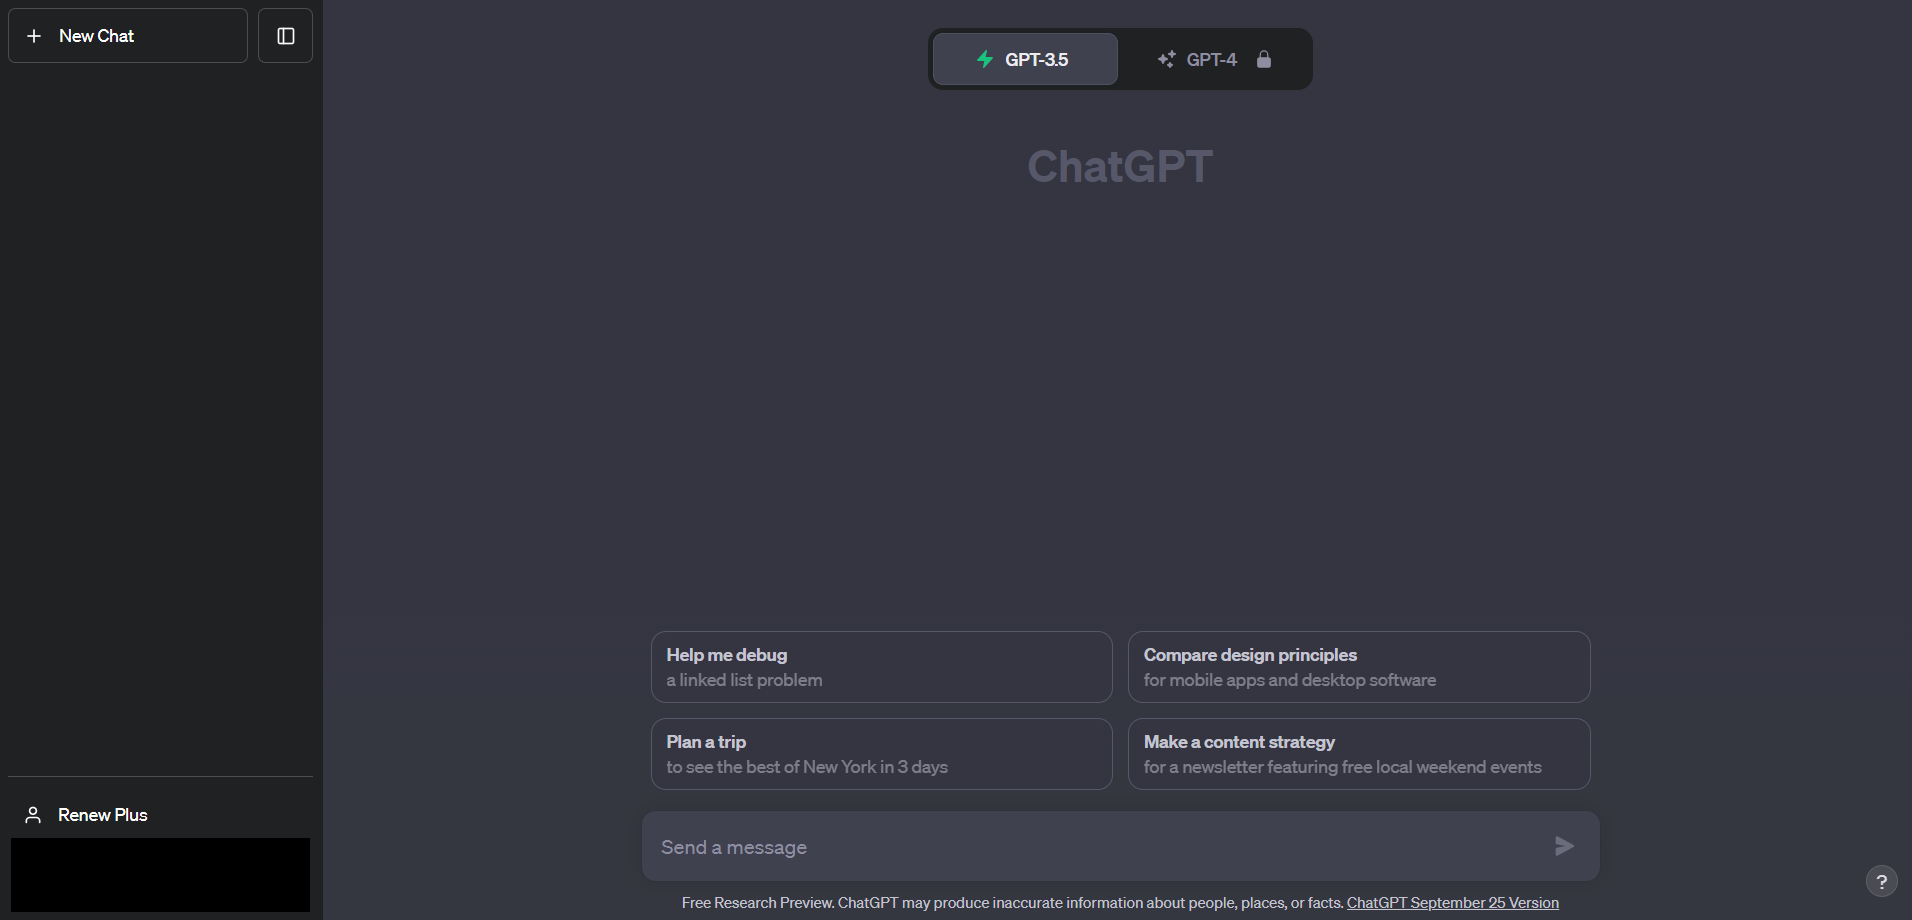 New Chat
GPT-3.5
GPT-4
ChatGPT
Help me debug
a linked list problem
Compare design principles
for mobile apps and desktop software
Plan a trip
to see the best of New York in 3 days
Make a content strategy
for a newsletter featuring free local weekend events
Renew Plus
Send a message
Free Research Preview. ChatGPT may produce inaccurate information about people, places, or facts. ChatGPT September 25 Version
?